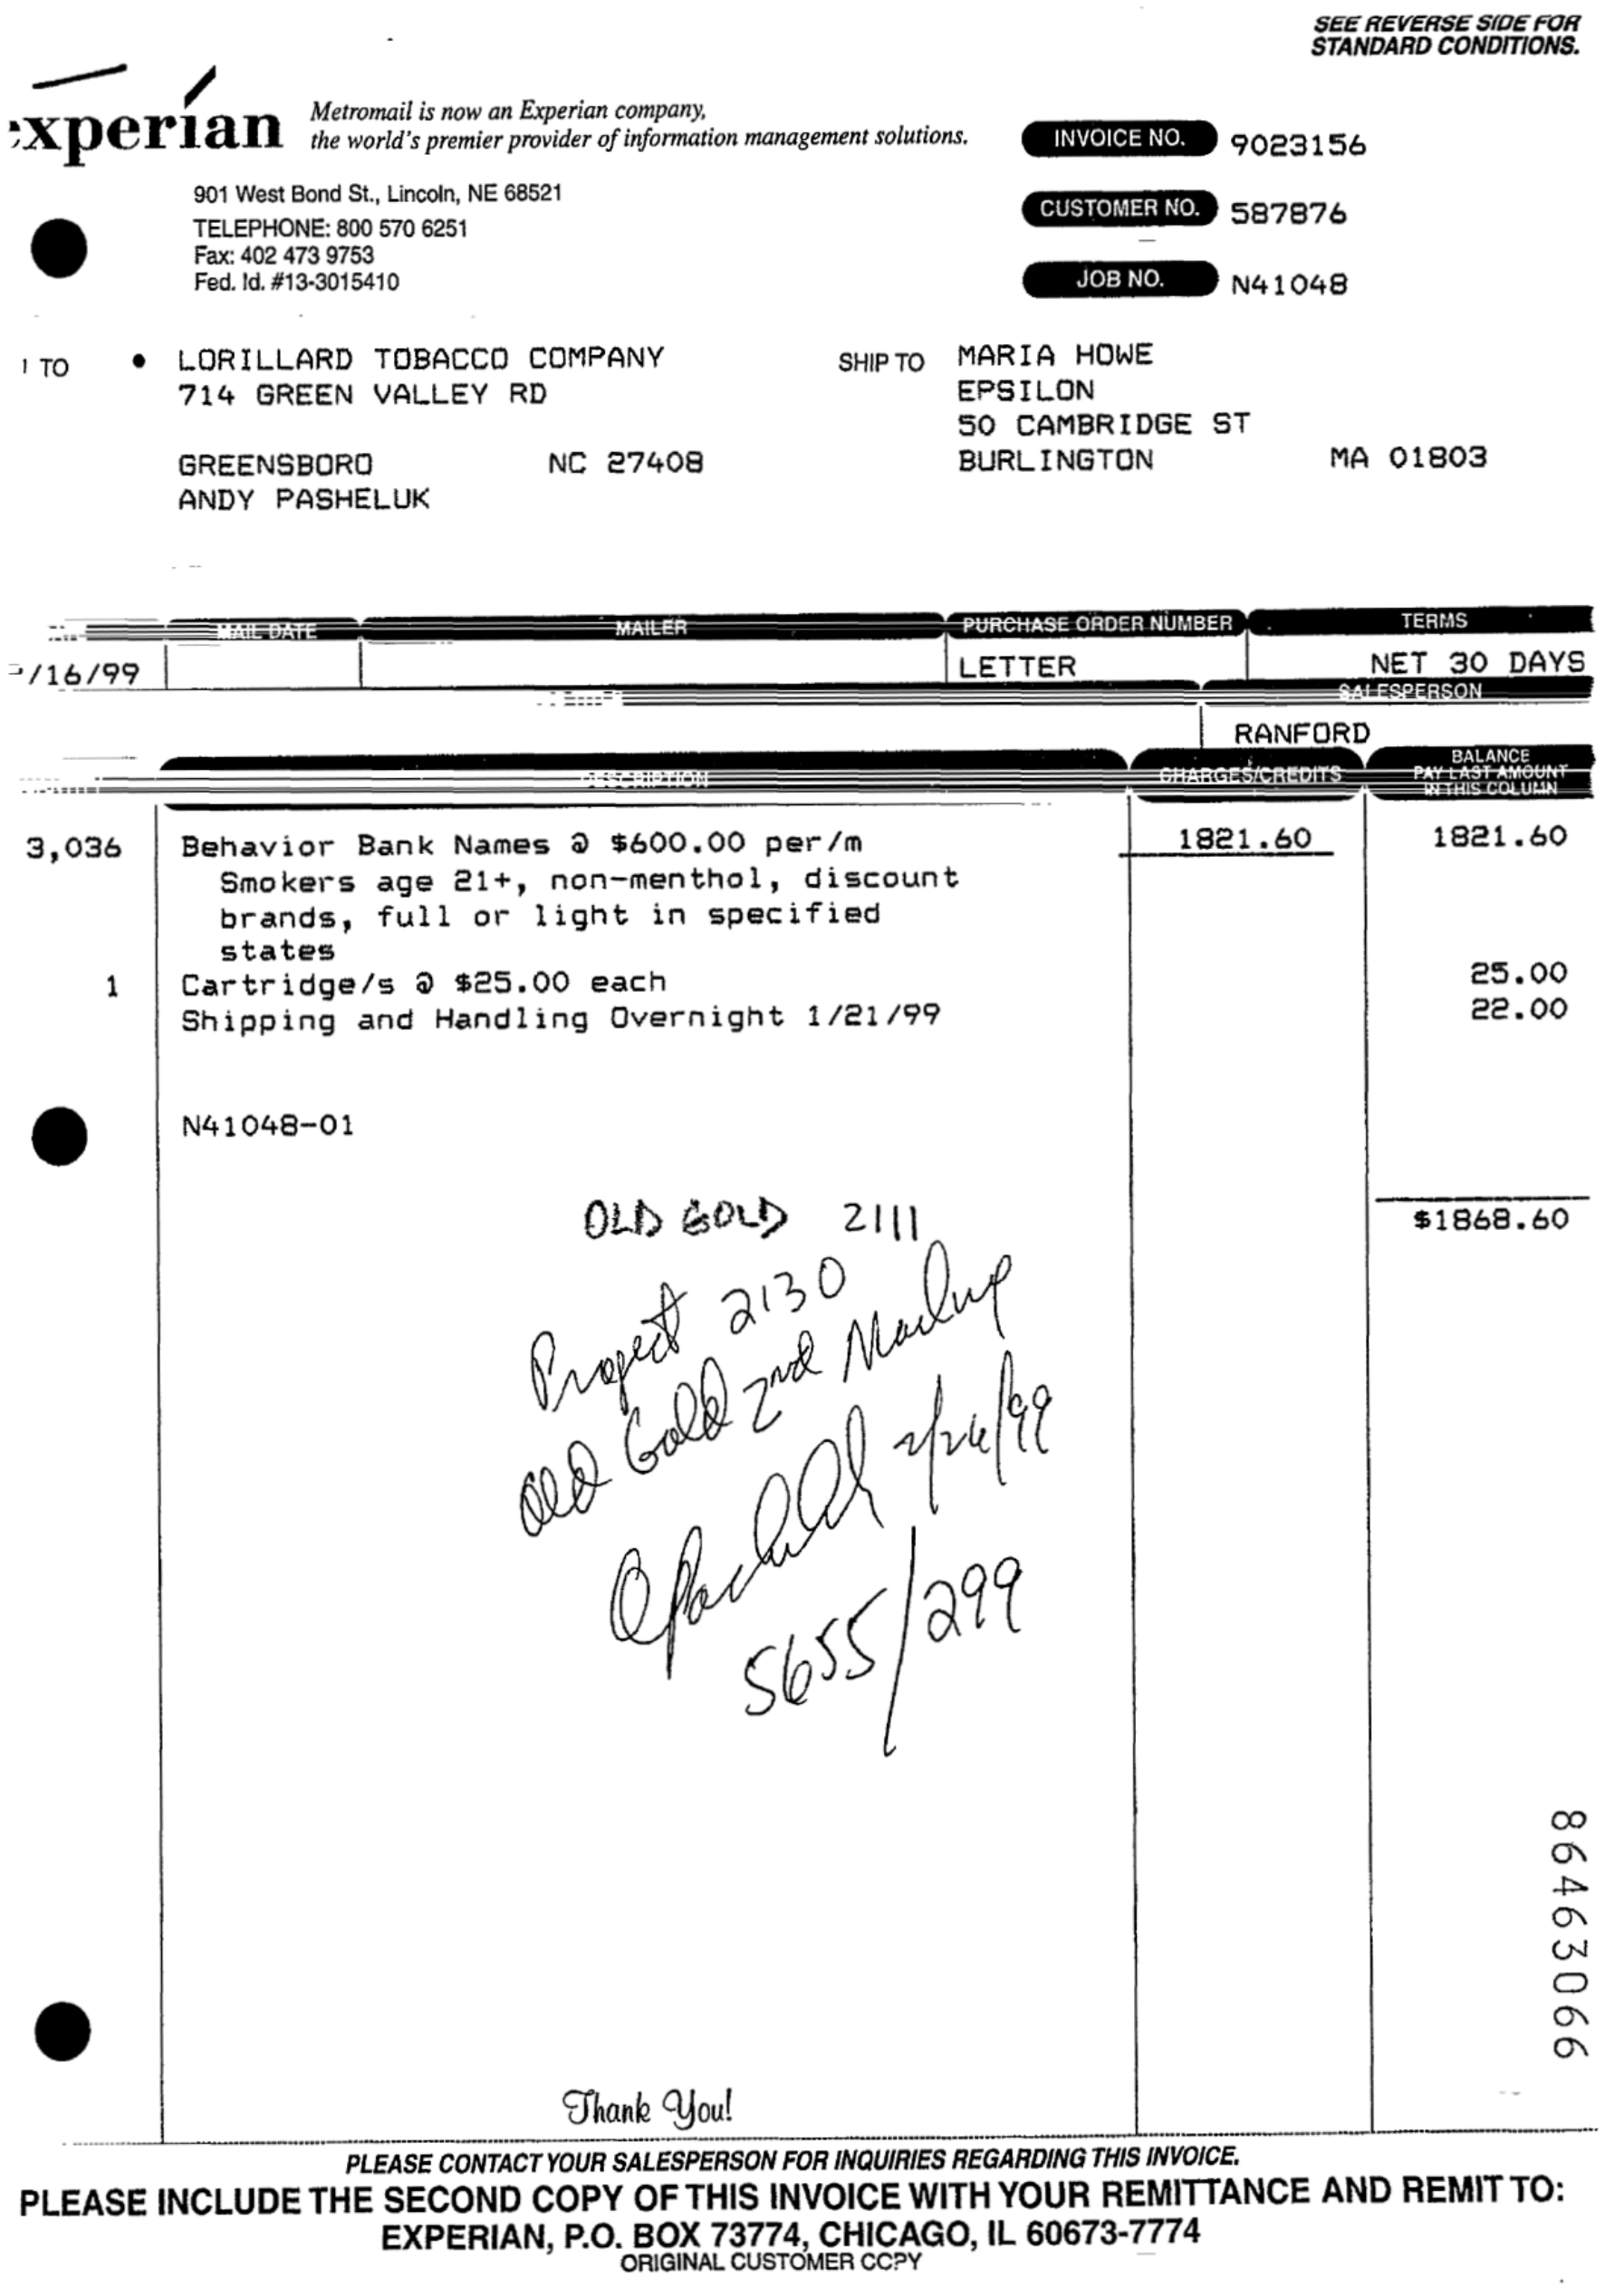 SEE REVERSE SIDE FOR
STANDARD CONDITIONS.
experian
Metromail is now an Experian company,
the world's premier provider of information management solutions.
901 West Bond St., Lincoln, NE 68521
TELEPHONE: 800 570 6251
Fax: 402 473 9753
Fed. Id. #13-3015410
INVOICE NO. 9023156
CUSTOMER NO. 587876
JOB NO. N41048
TO
LORILLARD TOBACCO COMPANY
714 GREEN VALLEY RD
GREENSBORO NC 27408
ANDY PASHELUK
SHIP TO
MARIA HOWE
EPSILON
50 CAMBRIDGE ST
BURLINGTON MA 01803
MAIL DATE MAILER PURCHASE ORDER NUMBER TERMS
/16/99 LETTER NET 30 DAYS
SALESPERSON
RANFORD
DESCRIPTION CHARGES/CREDITS BALANCE
PAY LAST AMOUNT
IN THIS COLUMN
3,036 Behavior Bank Names @ $600.00 per/m 1821.60 1821.60
Smokers age 21+, non-menthol, discount
brands, full or light in specified
states
1 Cartridge/s @ $25.00 each 25.00
Shipping and Handling Overnight 1/21/99 22.00
N41048-01
$1868.60
OLD GOLD 2111
Project 2130
Old Gold 2nd Mailing
2/26/99
5655/299
86463066
Thank You!
PLEASE CONTACT YOUR SALESPERSON FOR INQUIRIES REGARDING THIS INVOICE.
PLEASE INCLUDE THE SECOND COPY OF THIS INVOICE WITH YOUR REMITTANCE AND REMIT TO:
EXPERIAN, P.O. BOX 73774, CHICAGO, IL 60673-7774
ORIGINAL CUSTOMER COPY